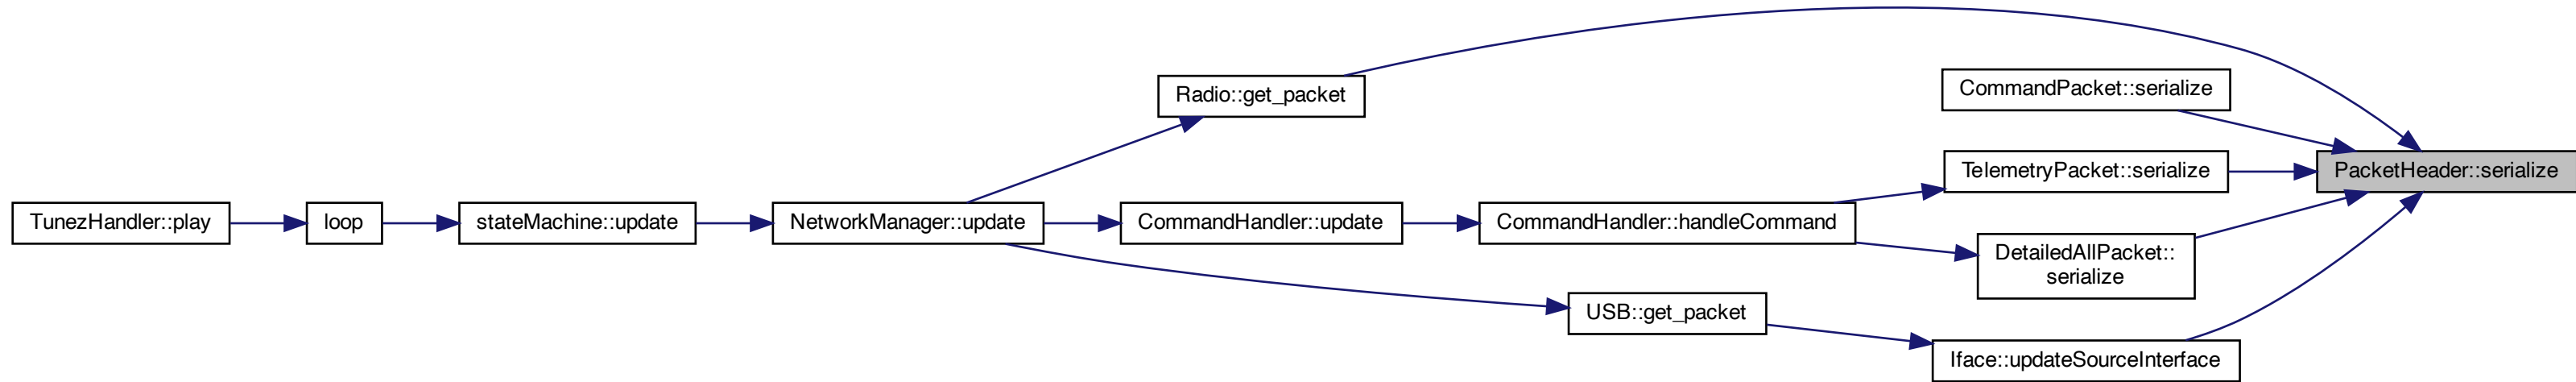 TunezHandler::play
loop
stateMachine::update
NetworkManager::update
Radio::get_packet
CommandHandler::update
USB::get_packet
CommandHandler::handleCommand
CommandPacket::serialize
TelemetryPacket::serialize
DetailedAllPacket::
serialize
Iface::updateSourceInterface
PacketHeader::serialize